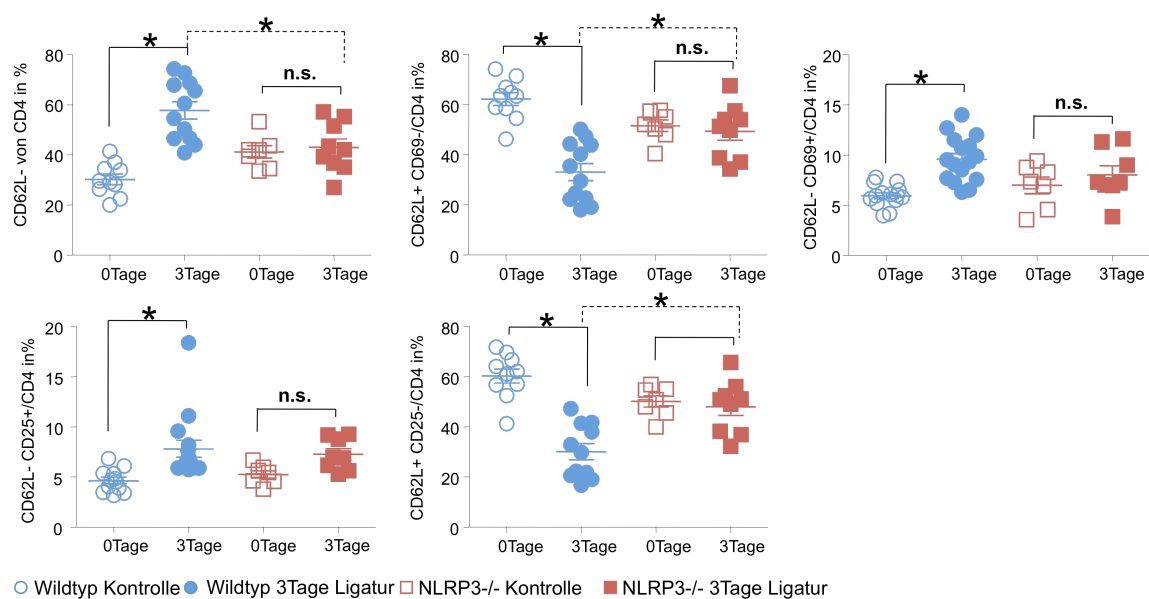 * *
CD62L- von CD4 in %
80
60
40
20
0
n.s.
0Tage 3Tage 0Tage 3Tage
* *
CD62L+ CD69-/CD4 in%
80
60
40
20
0
n.s.
0Tage 3Tage 0Tage 3Tage
*
CD62L- CD69+/CD4 in%
20
15
10
5
0
n.s.
0Tage 3Tage 0Tage 3Tage
*
CD62L- CD25+/CD4 in%
20
15
10
5
0
n.s.
0Tage 3Tage 0Tage 3Tage
* *
CD62L+ CD25-/CD4 in%
80
60
40
20
0
0Tage 3Tage 0Tage 3Tage
Wildtyp Kontrolle Wildtyp 3Tage Ligatur NLRP3-/- Kontrolle NLRP3-/- 3Tage Ligatur